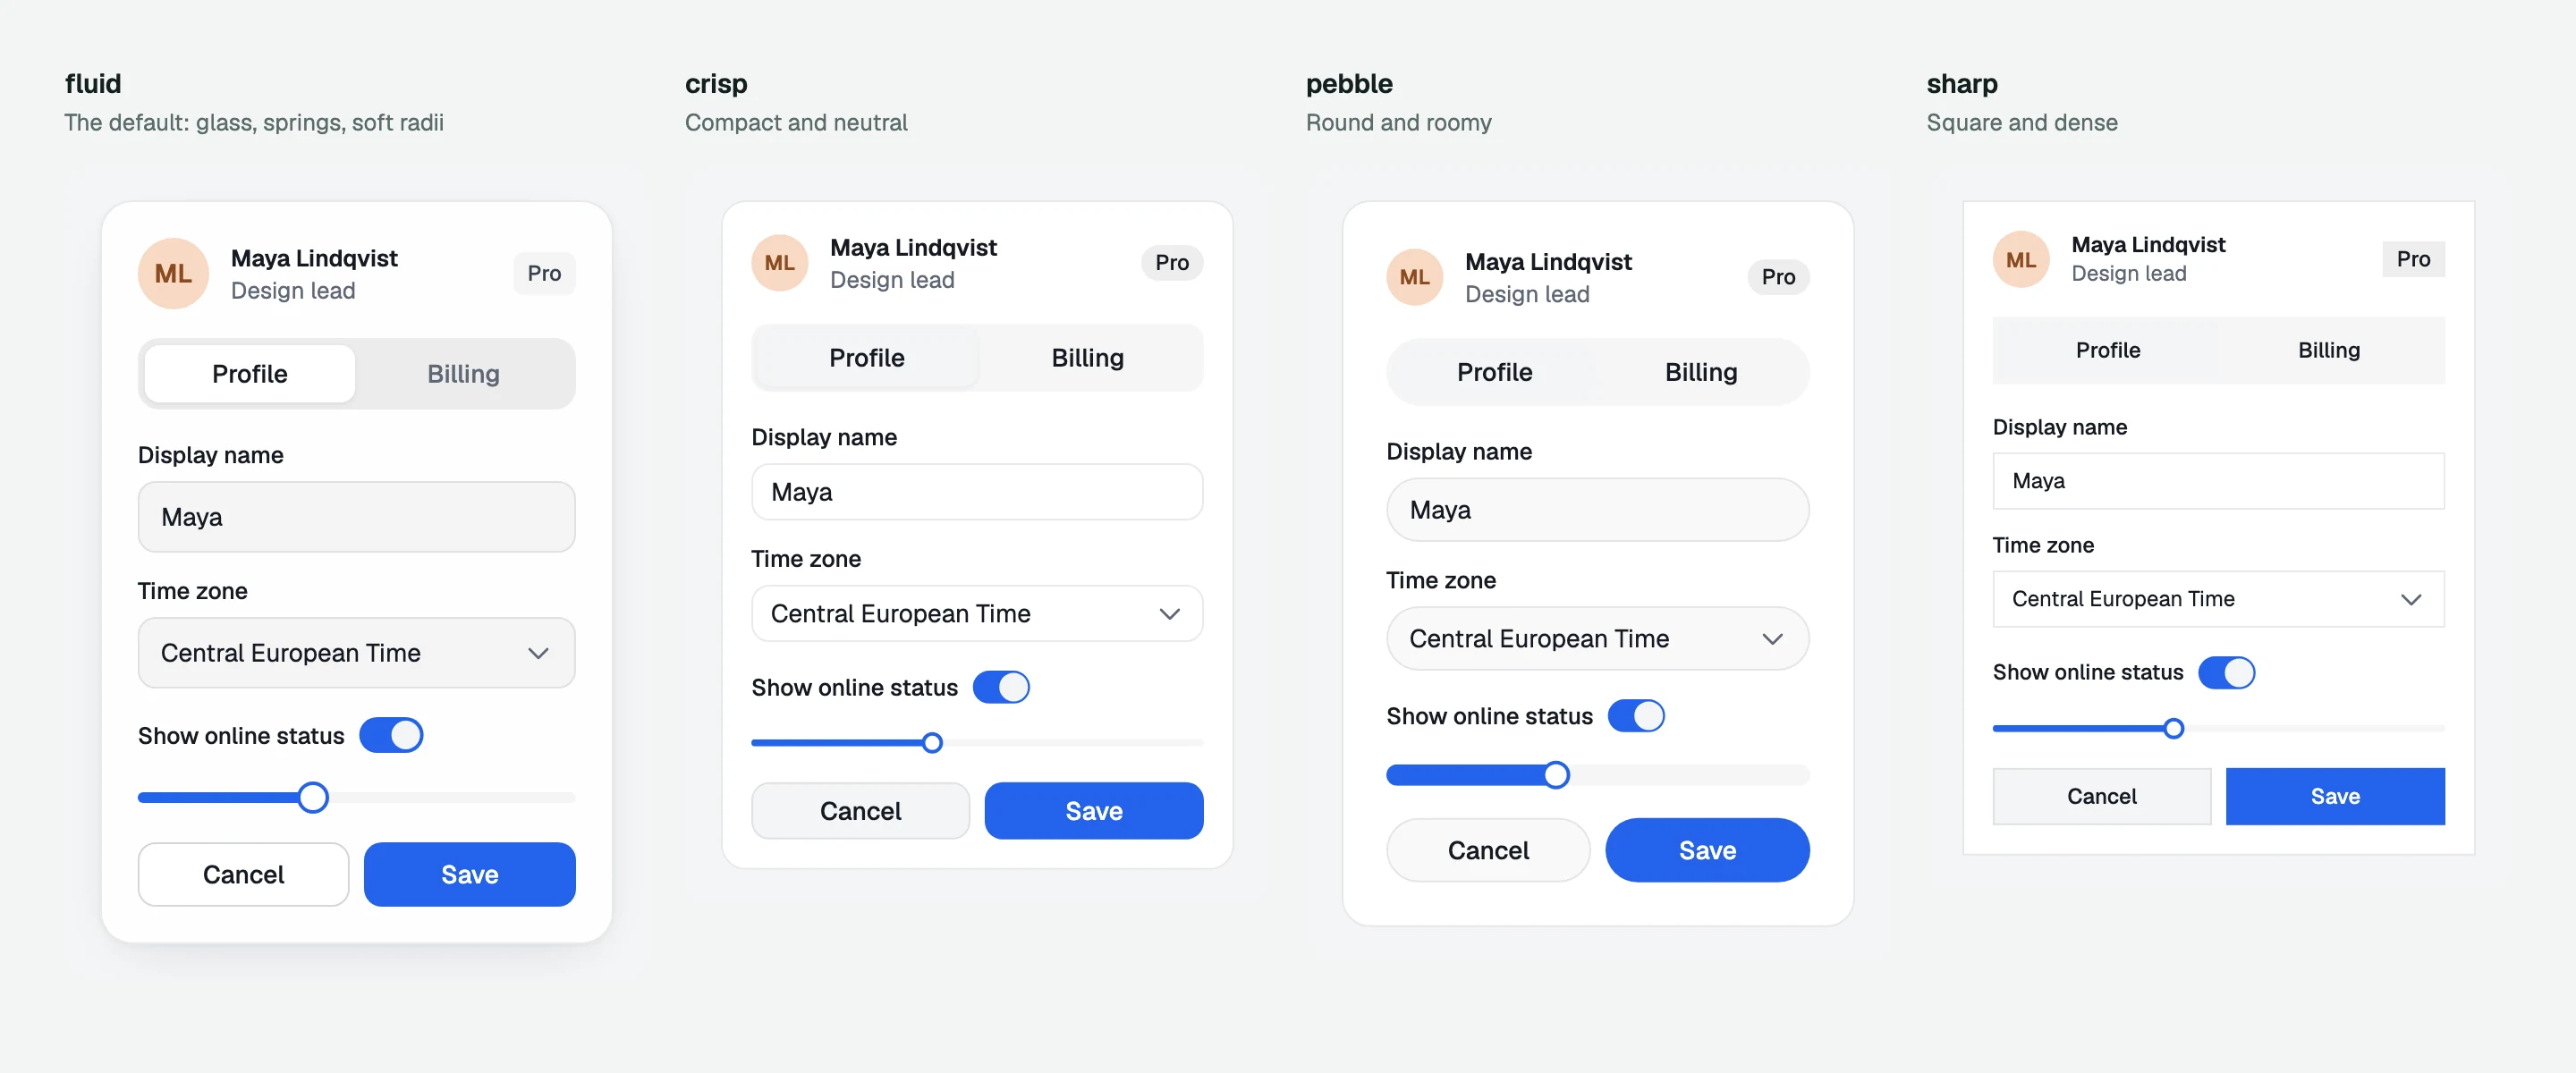 fluid
The default: glass, springs, soft radii
ML
Maya Lindqvist
Design lead
Pro
Profile
Billing
Display name
Maya
Time zone
Central European Time
Show online status
Cancel
Save
crisp
Compact and neutral
ML
Maya Lindqvist
Design lead
Pro
Profile
Billing
Display name
Maya
Time zone
Central European Time
Show online status
Cancel
Save
pebble
Round and roomy
ML
Maya Lindqvist
Design lead
Pro
Profile
Billing
Display name
Maya
Time zone
Central European Time
Show online status
Cancel
Save
sharp
Square and dense
ML
Maya Lindqvist
Design lead
Pro
Profile
Billing
Display name
Maya
Time zone
Central European Time
Show online status
Cancel
Save